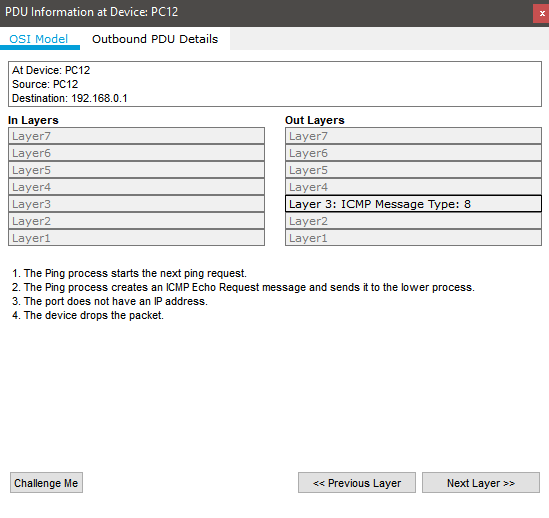 PDU Information at Device: PC12
x
OSI Model Outbound PDU Details
At Device: PC12
Source: PC12
Destination: 192.168.0.1
In Layers
Layer7
Layer6
Layer5
Layer4
Layer3
Layer2
Layer1
Out Layers
Layer7
Layer6
Layer5
Layer4
Layer 3: ICMP Message Type: 8
Layer2
Layer1
1. The Ping process starts the next ping request.
2. The Ping process creates an ICMP Echo Request message and sends it to the lower process.
3. The port does not have an IP address.
4. The device drops the packet.
Challenge Me << Previous Layer Next Layer >>